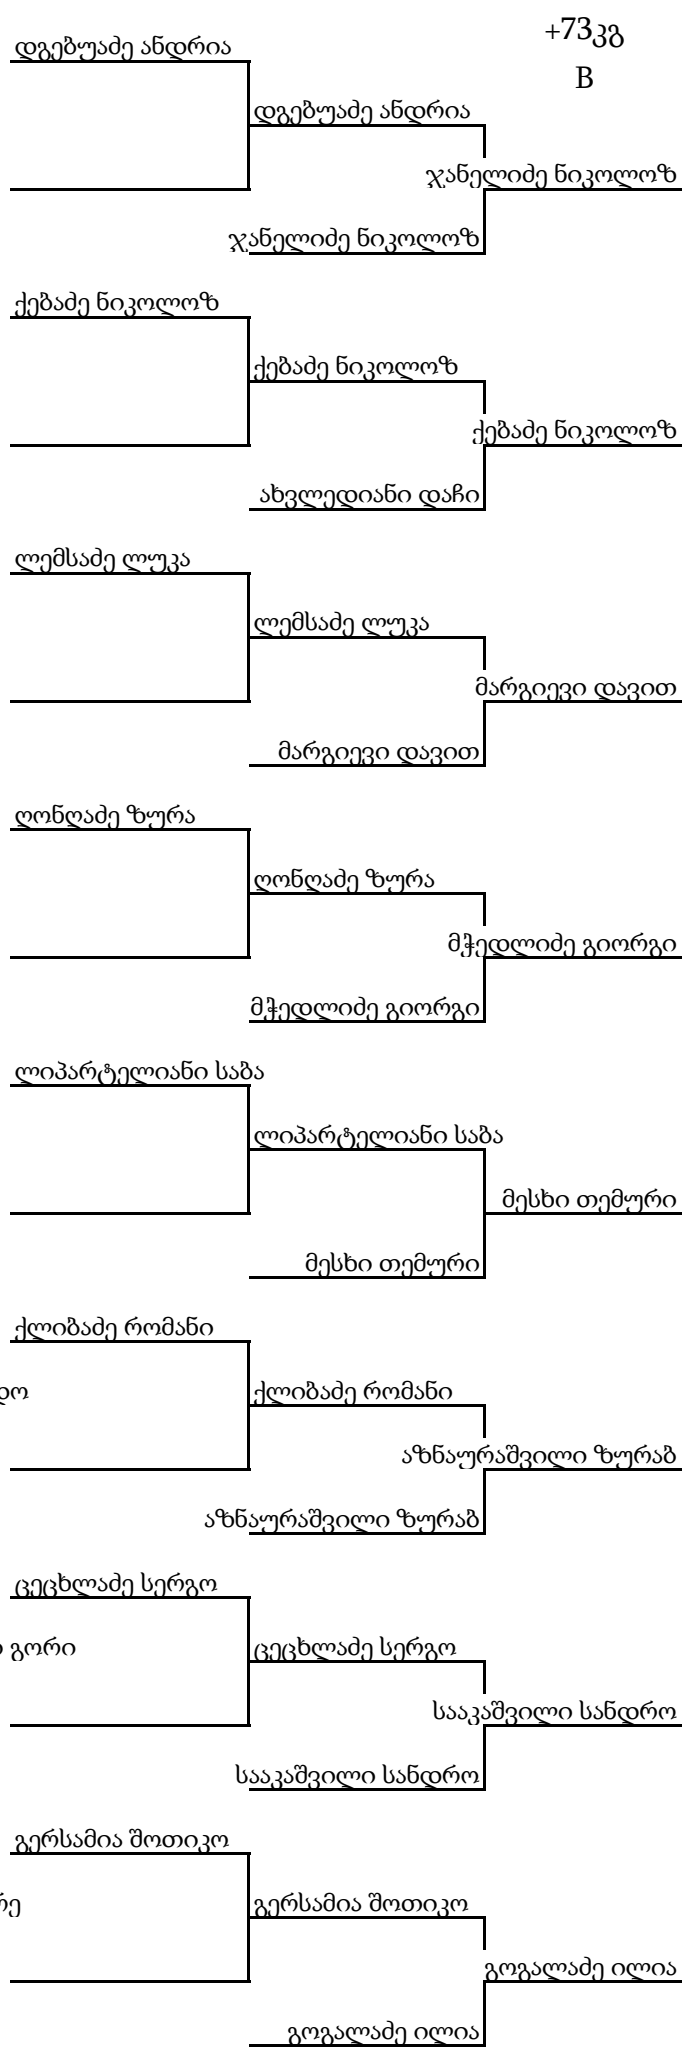 +73კგ
დგებუაძე ანდრია
B
დგებუაძე ანდრია
ჯანელიძე ნიკოლოზ
ჯანელიძე ნიკოლოზ
ქებაძე ნიკოლოზ
ქებაძე ნიკოლოზ
ქებაძე ნიკოლოზ
ახვლედიანი დაჩი
ლემსაძე ლუკა
ლემსაძე ლუკა
მარგიევი დავით
მარგიევი დავით
ღონღაძე ზურა
ღონღაძე ზურა
მჭედლიძე გიორგი
მჭედლიძე გიორგი
ლიპარტელიანი საბა
ლიპარტელიანი საბა
მესხი თემური
მესხი თემური
ქლიბაძე რომანი
ქლიბაძე რომანი
აზნაურაშვილი ზურაბ
აზნაურაშვილი ზურაბ
ცეცხლაძე სერგო
გორი ცეცხლაძე სერგო
სააკაშვილი სანდრო
სააკაშვილი სანდრო
გერსამია შოთიკო
გერსამია შოთიკო
გოგალაძე ილია
გოგალაძე ილია